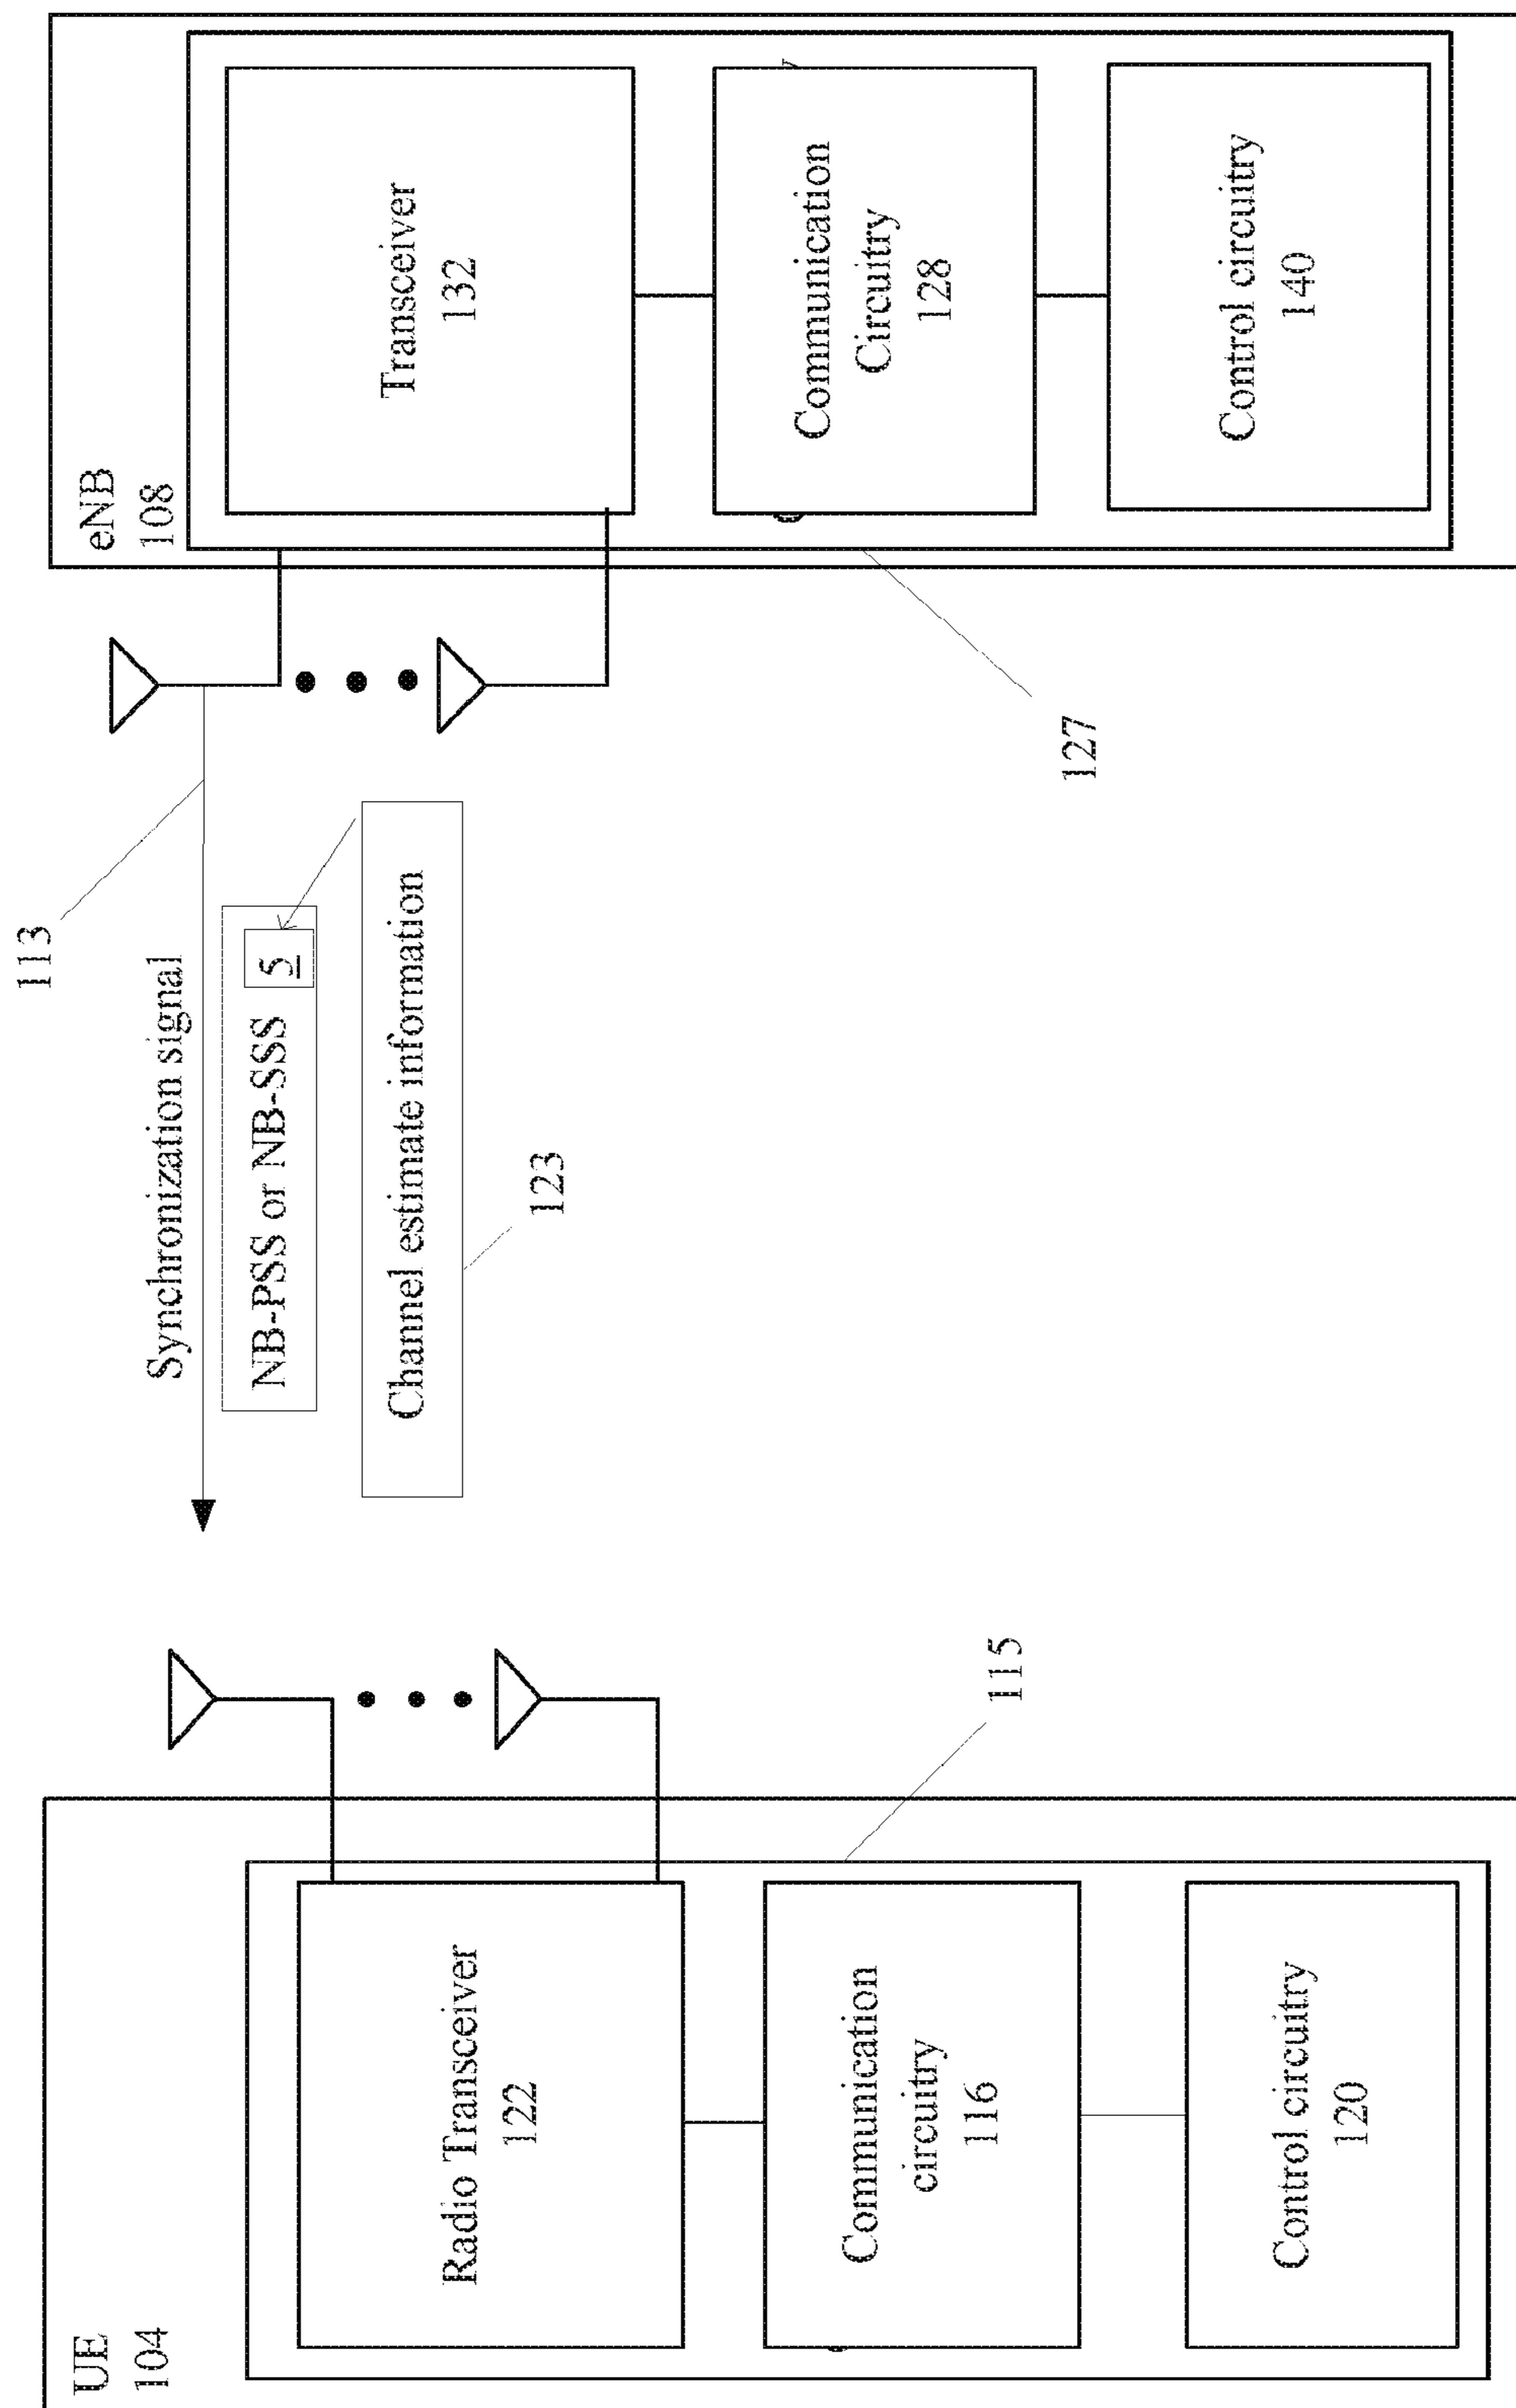 UE
104
Radio Transceiver
122
Communication
circuitry
116
Control circuitry
120
115
113
Synchronization signal
NB-PSS or NB-SSS
5
Channel estimate information
123
eNB
108
Transceiver
132
Communication
Circuitry
128
Control circuitry
140
127